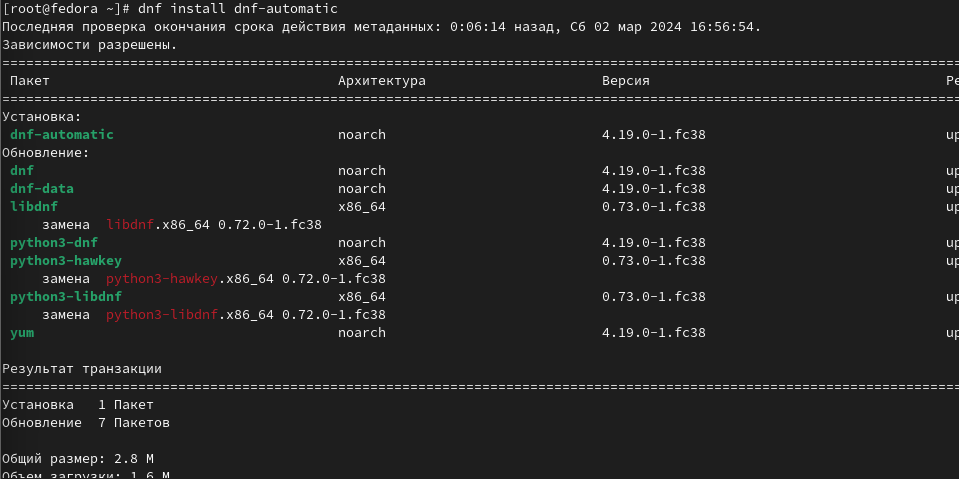 [root@fedora ~]# dnf install dnf-automatic
Последняя проверка окончания срока действия метаданных: 0:06:14 назад, Сб 02 мар 2024 16:56:54.
Зависимости разрешены.
================================================================================
Пакет Архитектура Версия Ре
================================================================================
Установка:
dnf-automatic noarch 4.19.0-1.fc38 up
Обновление:
dnf noarch 4.19.0-1.fc38 up
dnf-data noarch 4.19.0-1.fc38 up
libdnf x86_64 0.73.0-1.fc38 up
замена libdnf.x86_64 0.72.0-1.fc38
python3-dnf noarch 4.19.0-1.fc38 up
python3-hawkey x86_64 0.73.0-1.fc38 up
замена python3-hawkey.x86_64 0.72.0-1.fc38
python3-libdnf x86_64 0.73.0-1.fc38 up
замена python3-libdnf.x86_64 0.72.0-1.fc38
yum noarch 4.19.0-1.fc38 up
Результат транзакции
================================================================================
Установка 1 Пакет
Обновление 7 Пакетов
Общий размер: 2.8 M
Объем загрузки: 1.6 M